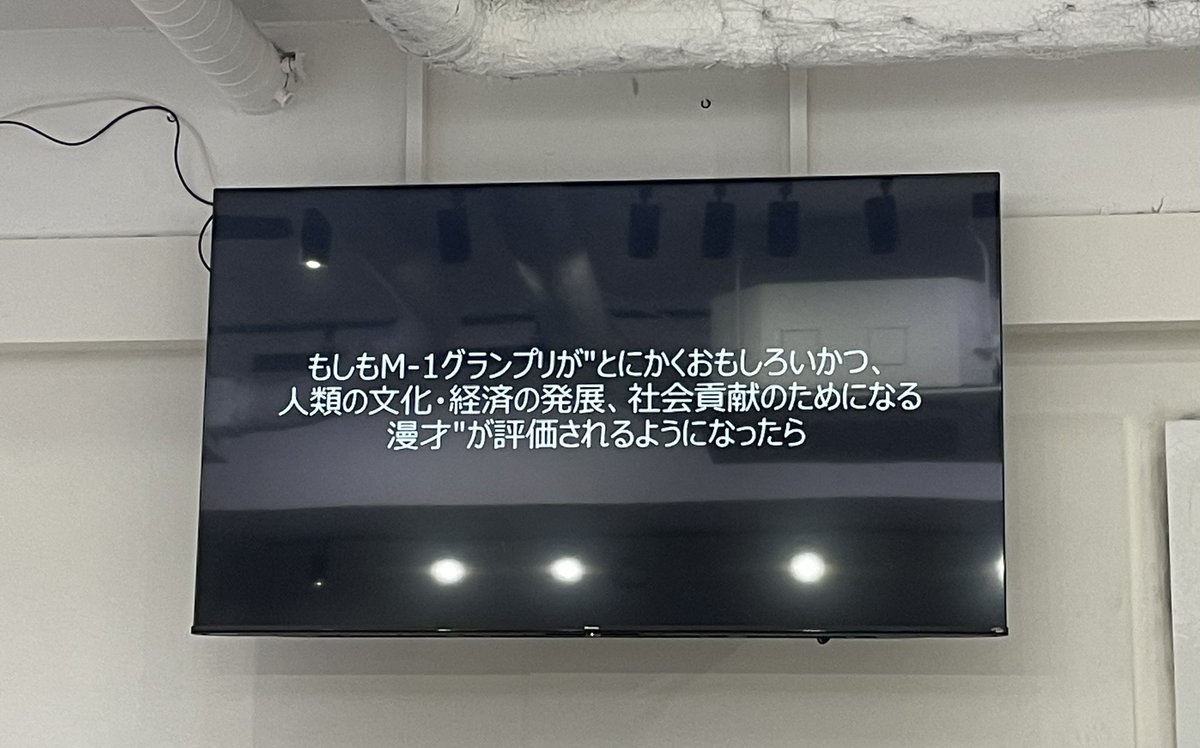 もしもM-1グランプリが"とにかくおもしろいかつ、
人類の文化・経済の発展、社会貢献のためになる
漫才"が評価されるようになったら